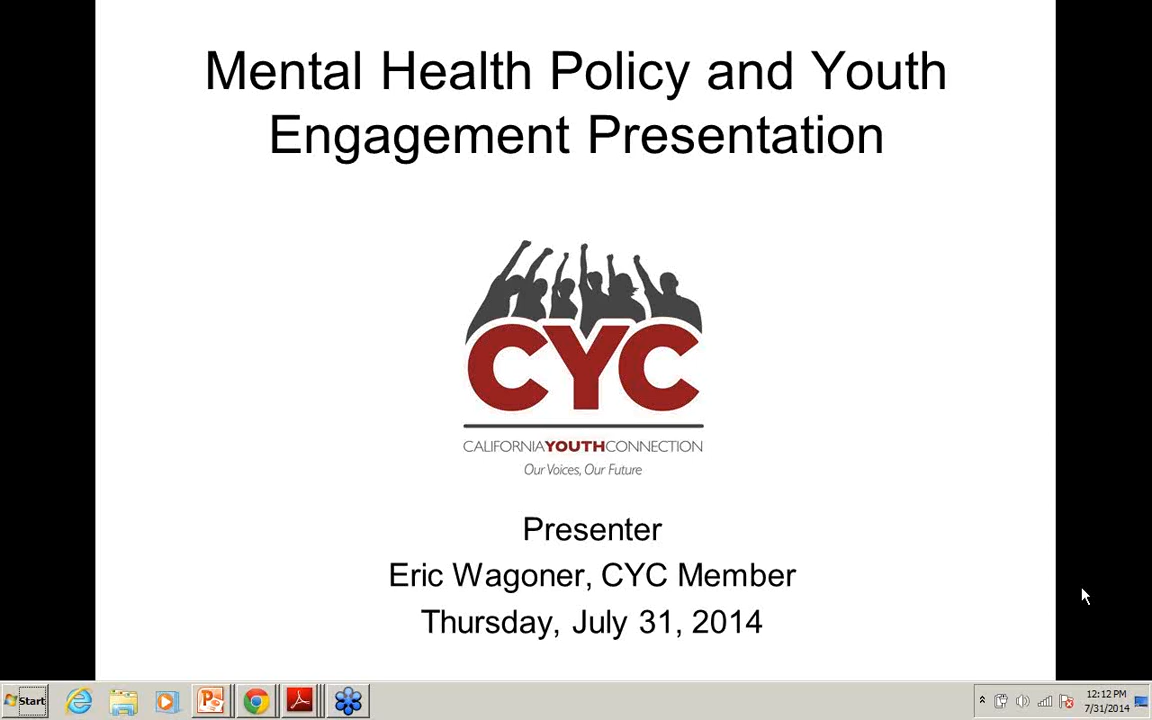 Mental Health Policy and Youth
Engagement Presentation
CYC
CALIFORNIAYOUTHCONNECTION
Our Voices, Our Future
Presenter
Eric Wagoner, CYC Member
Thursday, July 31, 2014
Start
12:12 PM
7/31/2014